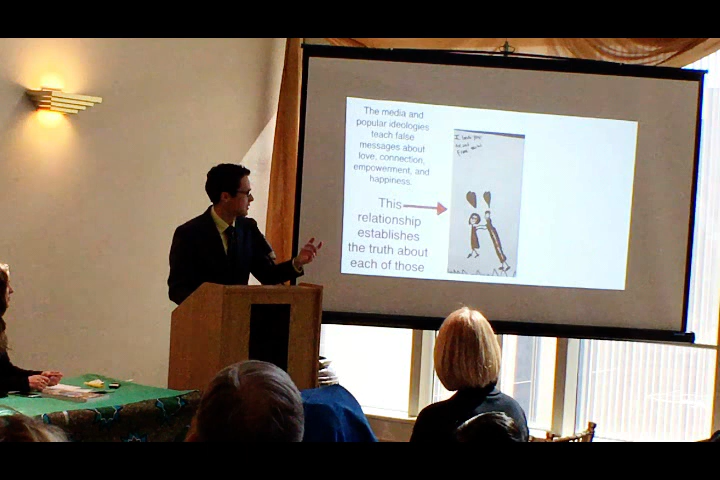 The media and
popular ideologies
teach false
messages about
love, connection,
empowerment, and
happiness.
This
relationship
establishes
the truth about
each of those
I
you